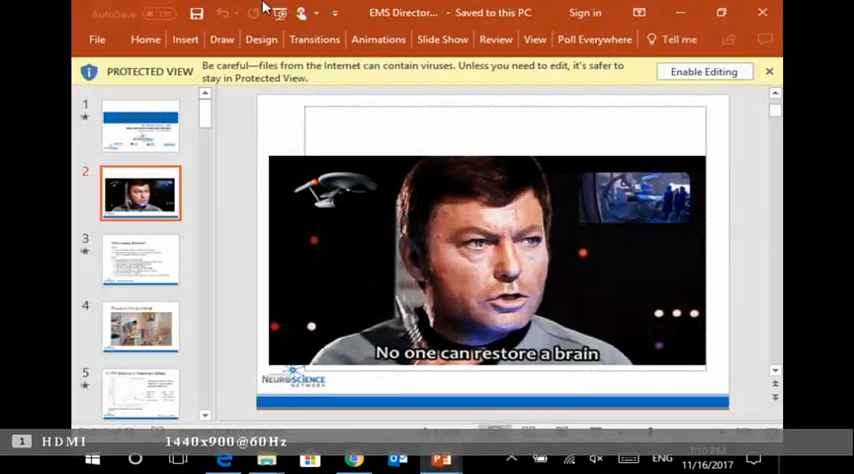 AutoSave Off
EMS Director... - Saved to this PC
Sign in
File Home Insert Draw Design Transitions Animations Slide Show Review View Poll Everywhere Tell me
PROTECTED VIEW
Be careful—files from the Internet can contain viruses. Unless you need to edit, it's safer to
stay in Protected View.
Enable Editing
1
2
3
4
5
No one can restore a brain
NEUROSCIENCE
NETWORK
1 HDMI 1440x900@60Hz
ENG
7:10 PM
11/16/2017